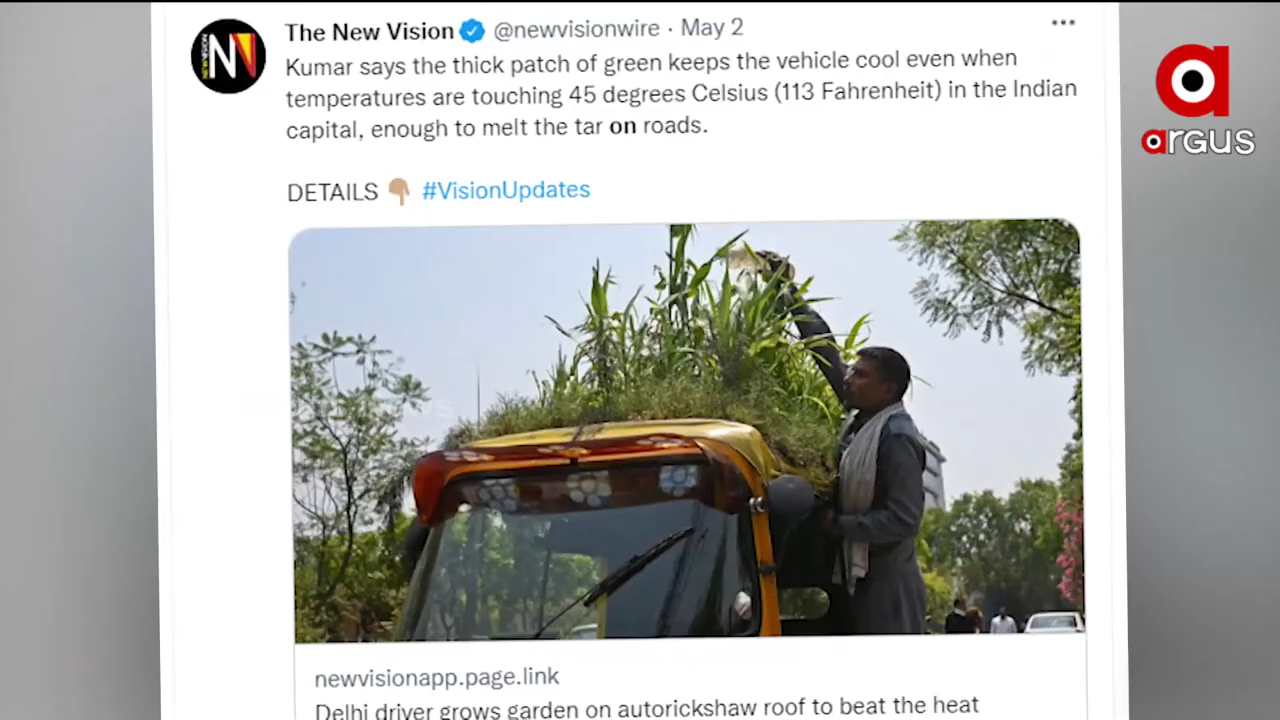 The New Vision @newvisionwire · May 2
Kumar says the thick patch of green keeps the vehicle cool even when
temperatures are touching 45 degrees Celsius (113 Fahrenheit) in the Indian
capital, enough to melt the tar on roads.
DETAILS 👇🏽 #VisionUpdates
newvisionapp.page.link
Delhi driver grows garden on autorickshaw roof to beat the heat
argus